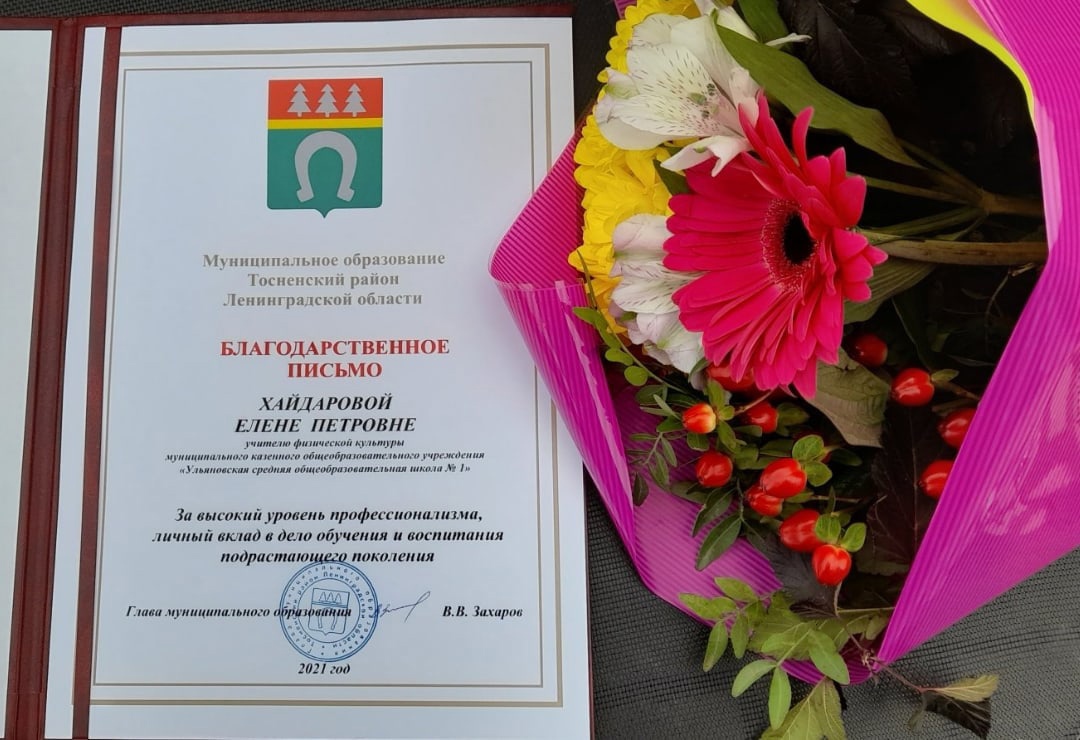 Муниципальное образование
Тосненский район
Ленинградской области
БЛАГОДАРСТВЕННОЕ
ПИСЬМО
ХАЙДАРОВОЙ
ЕЛЕНЕ ПЕТРОВНЕ
учителю физической культуры
муниципального казенного общеобразовательного учреждения
«Ульяновская средняя общеобразовательная школа № 1»
За высокий уровень профессионализма,
личный вклад в дело обучения и воспитания
подрастающего поколения
Глава муниципального образования В.В. Захаров
2021 год